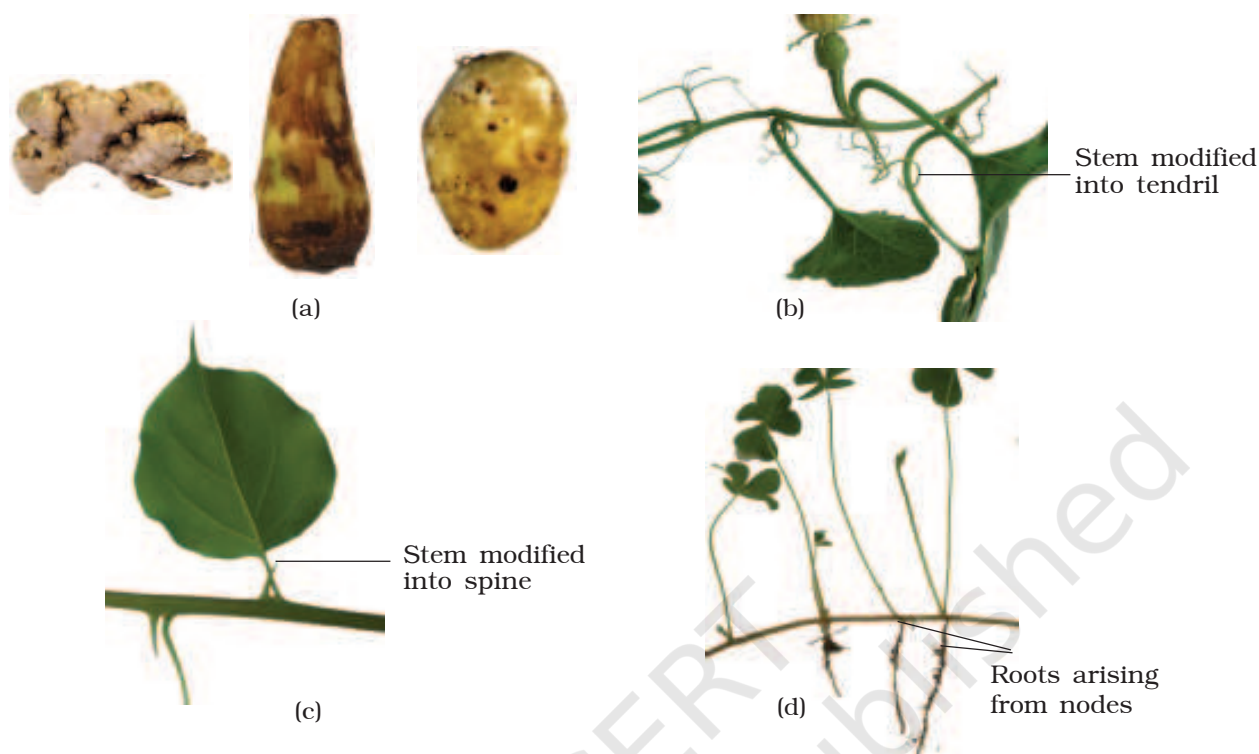 (a)
Stem modified
into tendril
(b)
Stem modified
into spine
(c)
Roots arising
from nodes
(d)